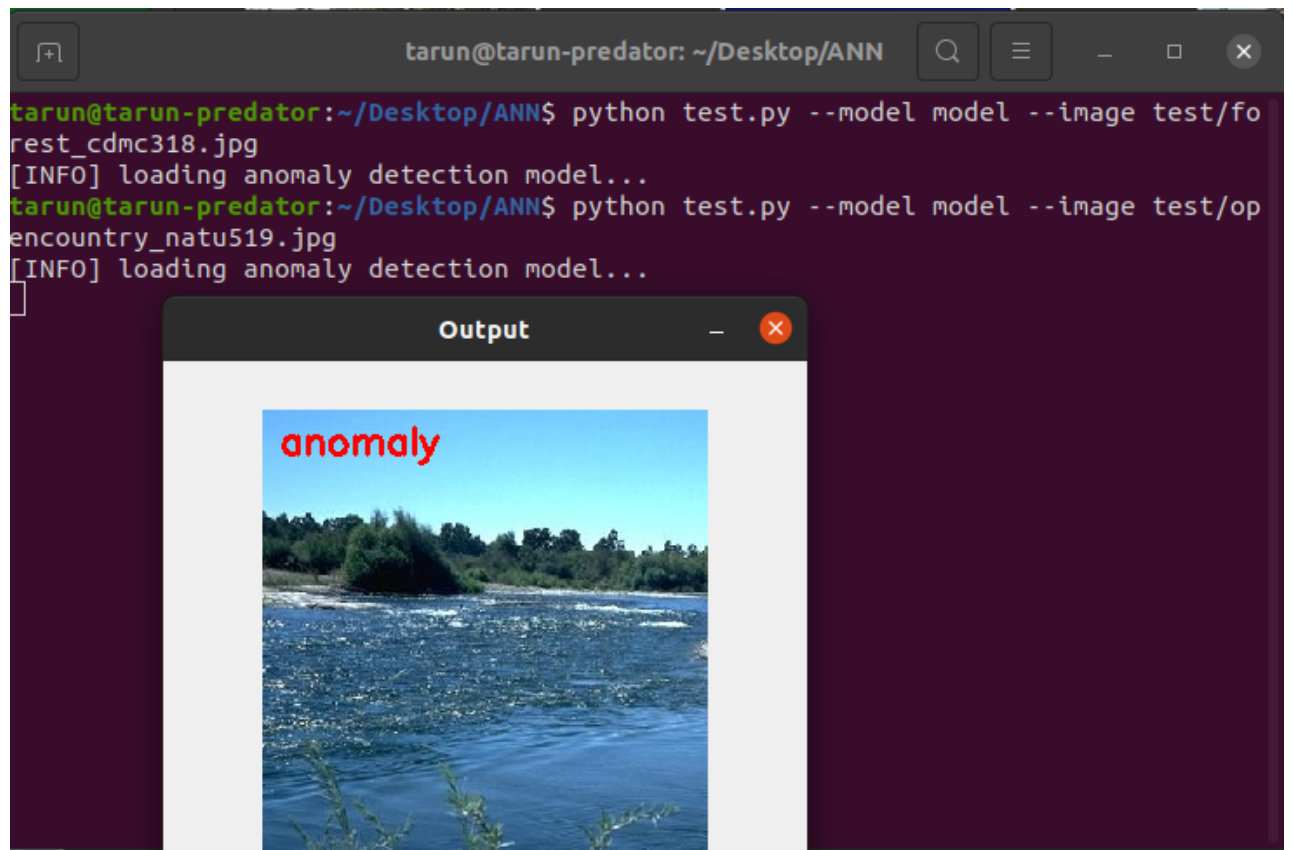 tarun@tarun-predator: ~/Desktop/ANN
tarun@tarun-predator:~/Desktop/ANN$ python test.py --model model --image test/fo
rest_cdmc318.jpg
[INFO] loading anomaly detection model...
tarun@tarun-predator:~/Desktop/ANN$ python test.py --model model --image test/op
encountry_natu519.jpg
[INFO] loading anomaly detection model...
Output
anomaly